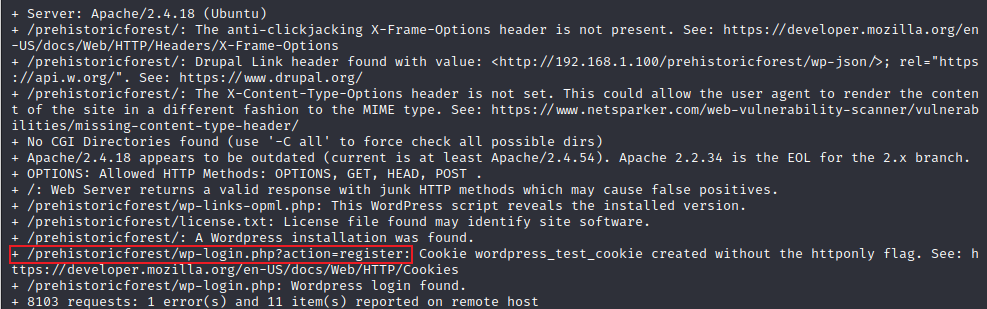 + Server: Apache/2.4.18 (Ubuntu)
+ /prehistoricforest/: The anti-clickjacking X-Frame-Options header is not present. See: https://developer.mozilla.org/en
-US/docs/Web/HTTP/Headers/X-Frame-Options
+ /prehistoricforest/: Drupal Link header found with value: <http://192.168.1.100/prehistoricforest/wp-json/>; rel="https
://api.w.org/". See: https://www.drupal.org/
+ /prehistoricforest/: The X-Content-Type-Options header is not set. This could allow the user agent to render the conten
t of the site in a different fashion to the MIME type. See: https://www.netsparker.com/web-vulnerability-scanner/vulnerab
ilities/missing-content-type-header/
+ No CGI Directories found (use '-C all' to force check all possible dirs)
+ Apache/2.4.18 appears to be outdated (current is at least Apache/2.4.54). Apache 2.2.34 is the EOL for the 2.x branch.
+ OPTIONS: Allowed HTTP Methods: OPTIONS, GET, HEAD, POST .
+ /: Web Server returns a valid response with junk HTTP methods which may cause false positives.
+ /prehistoricforest/wp-links-opml.php: This WordPress script reveals the installed version.
+ /prehistoricforest/license.txt: License file found may identify site software.
+ /prehistoricforest/: A Wordpress installation was found.
+ /prehistoricforest/wp-login.php?action=register: Cookie wordpress_test_cookie created without the httponly flag. See: h
ttps://developer.mozilla.org/en-US/docs/Web/HTTP/Cookies
+ /prehistoricforest/wp-login.php: Wordpress login found.
+ 8103 requests: 1 error(s) and 11 item(s) reported on remote host